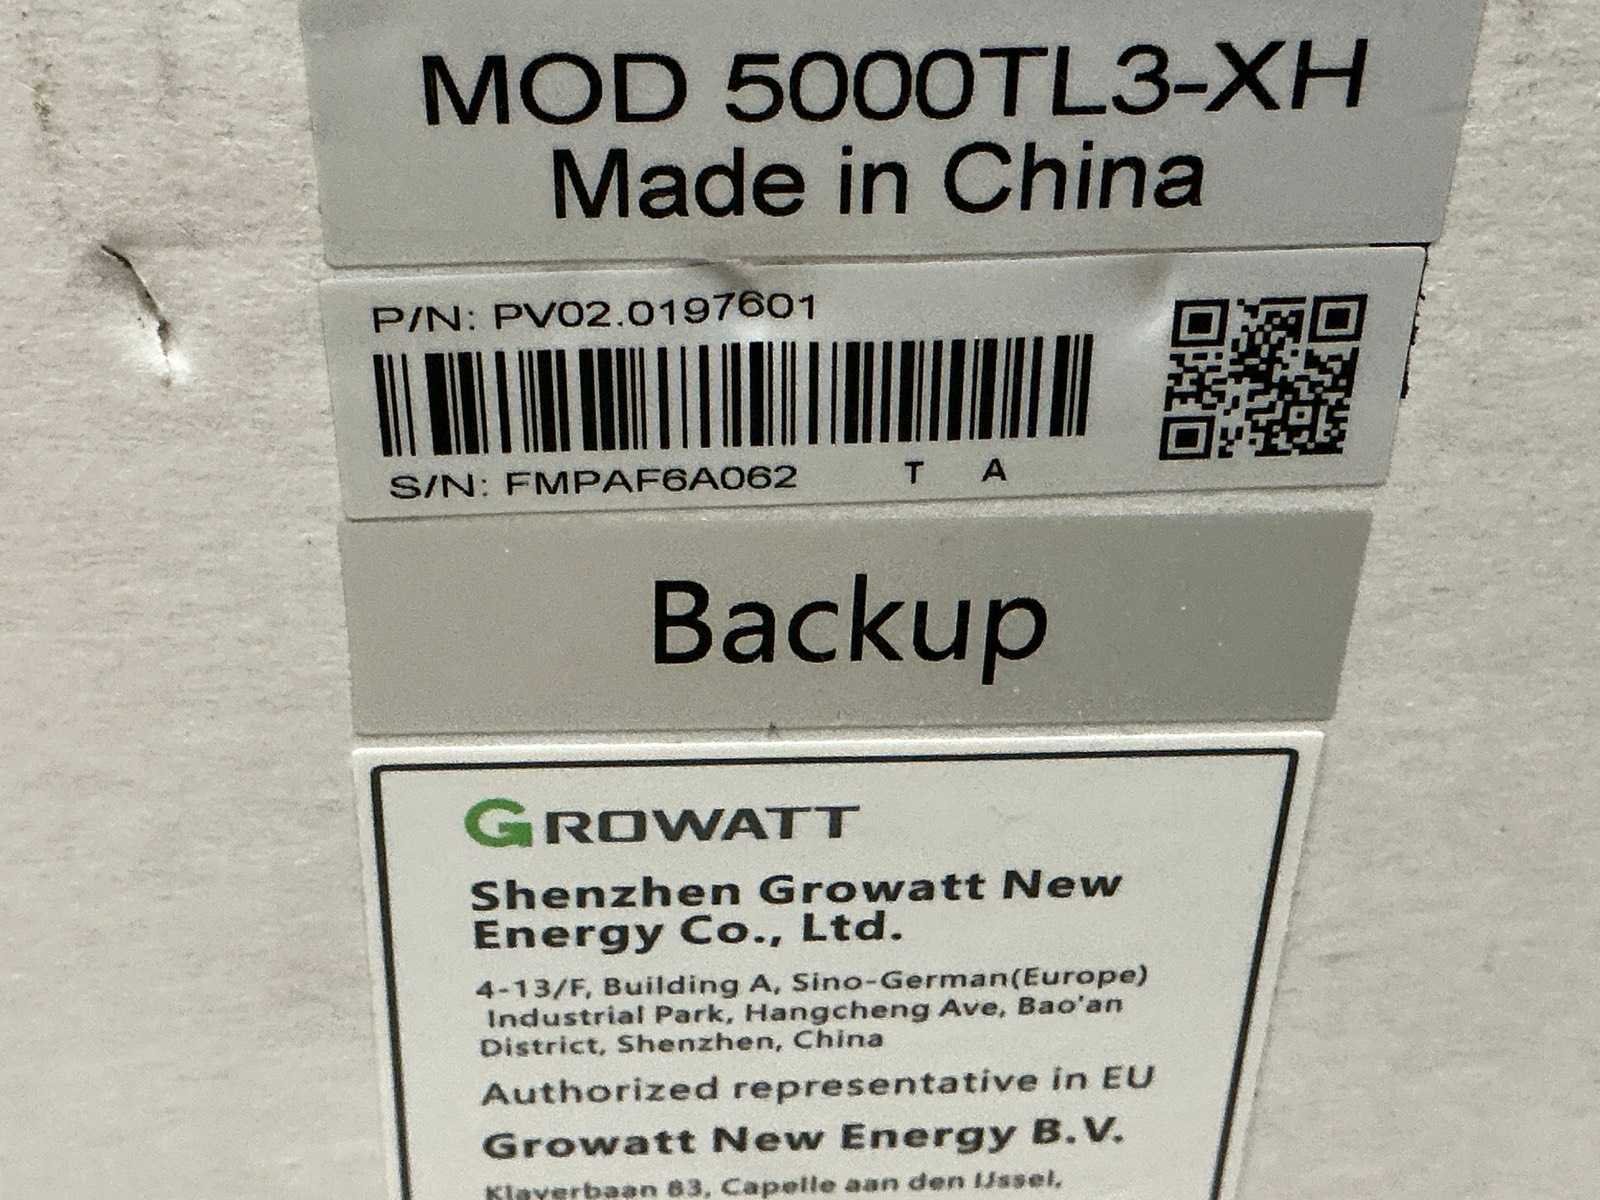 MOD 5000TL3-XH
Made in China
P/N: PV02.0197601
S/N: FMPAF6A062 T A
Backup
GROWATT
Shenzhen Growatt New
Energy Co., Ltd.
4-13/F, Building A, Sino-German(Europe)
Industrial Park, Hangcheng Ave, Bao'an
District, Shenzhen, China
Authorized representative in EU
Growatt New Energy B.V.
Klaverbaan 83, Capelle aan den IJssel,